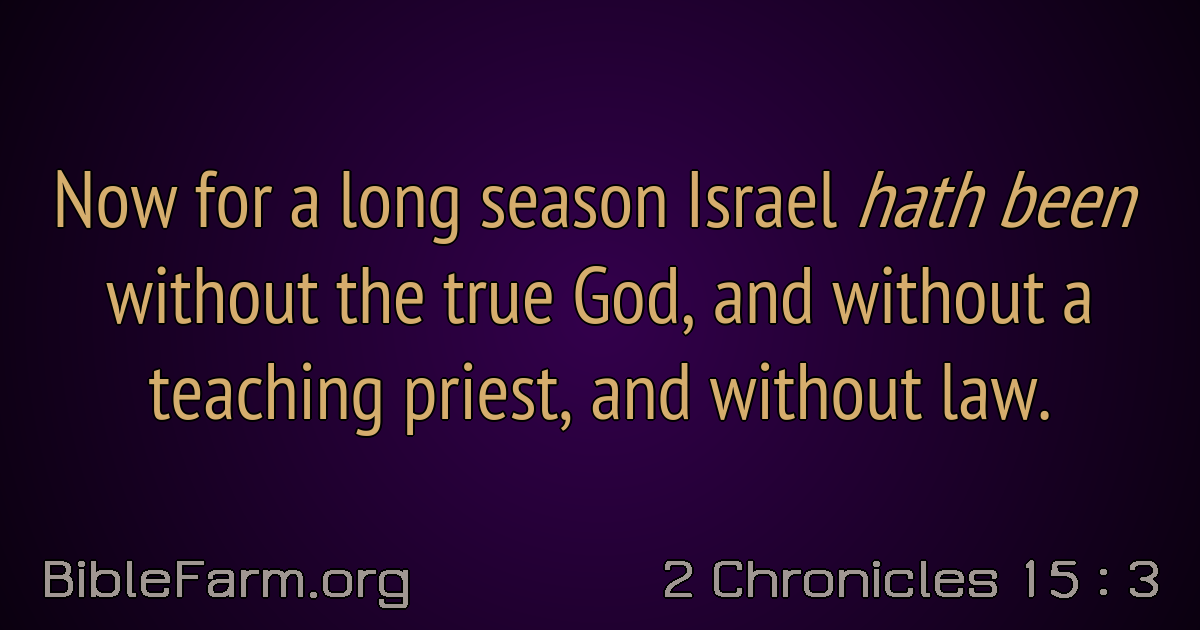 Now for a long season Israel hath been
without the true God, and without a
teaching priest, and without law.
BibleFarm.org
2 Chronicles 15 : 3